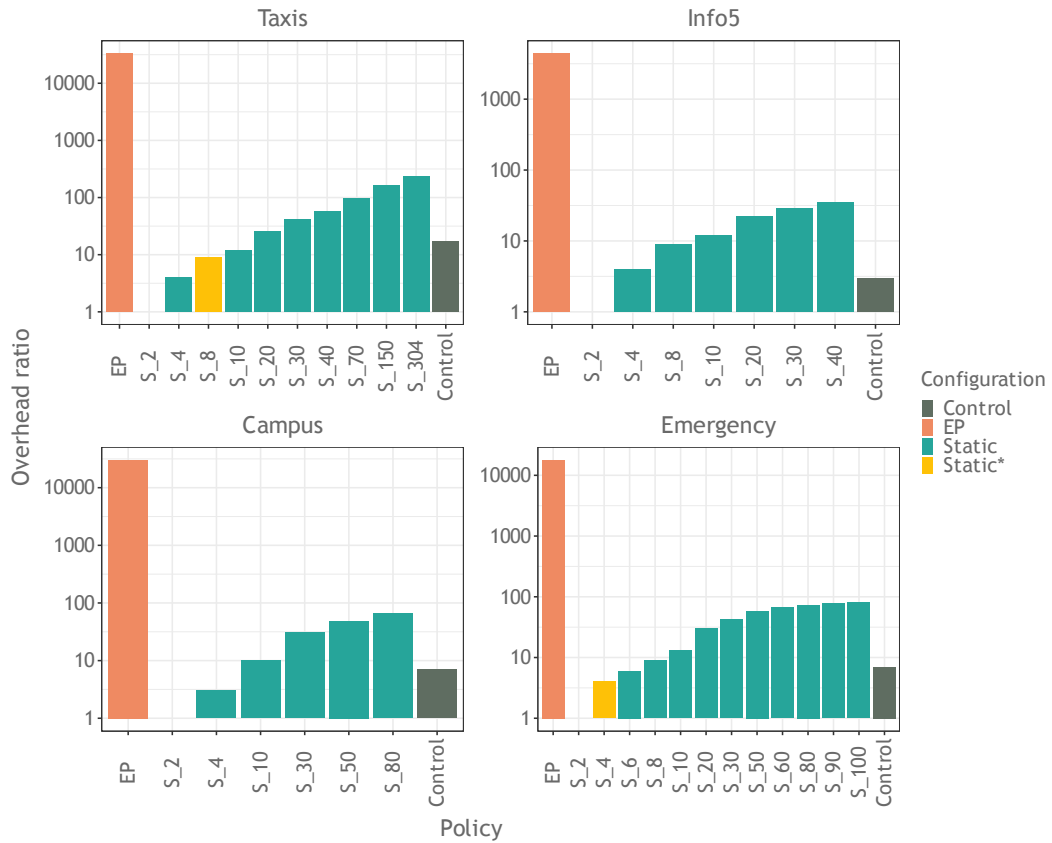 Taxis
Info5
10000
1000
100
10
1
EP
S_2
S_4
S_8
S_10
S_20
S_30
S_40
S_70
S_150
S_304
Control
1000
100
10
1
EP
S_2
S_4
S_8
S_10
S_20
S_30
S_40
Control
Overhead ratio
Campus
Emergency
10000
1000
100
10
1
EP
S_2
S_4
S_10
S_30
S_50
S_80
Control
10000
1000
100
10
1
EP
S_2
S_4
S_6
S_8
S_10
S_20
S_30
S_50
S_60
S_80
S_90
S_100
Control
Policy
Configuration
Control
EP
Static
Static*